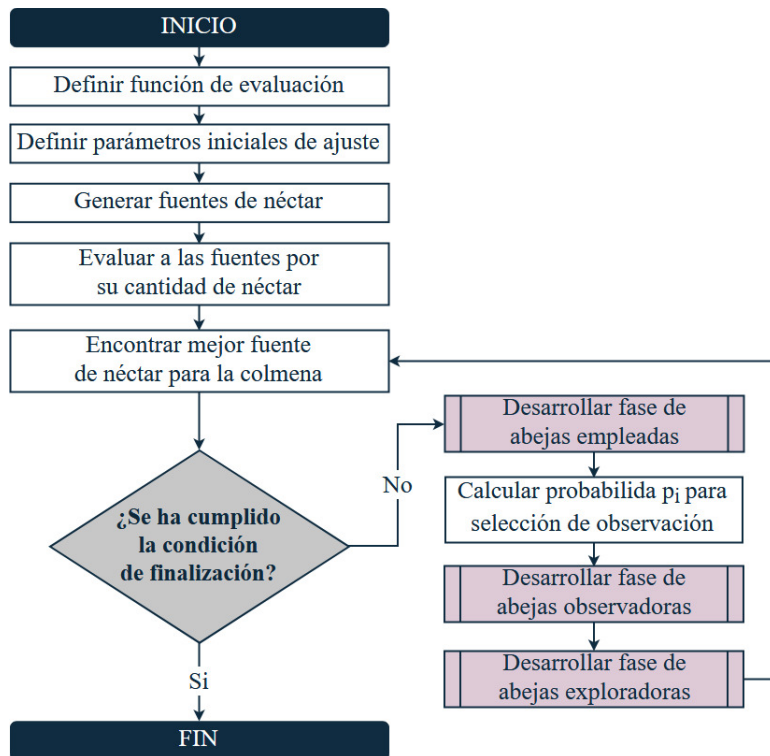 INICIO
Definir función de evaluación
Definir parámetros iniciales de ajuste
Generar fuentes de néctar
Evaluar a las fuentes por
su cantidad de néctar
Encontrar mejor fuente
de néctar para la colmena
¿Se ha cumplido
la condición
de finalización?
No
Desarrollar fase de
abejas empleadas
Calcular probabilida pᵢ para
selección de observación
Desarrollar fase de
abejas observadoras
Desarrollar fase de
abejas exploradoras
Si
FIN